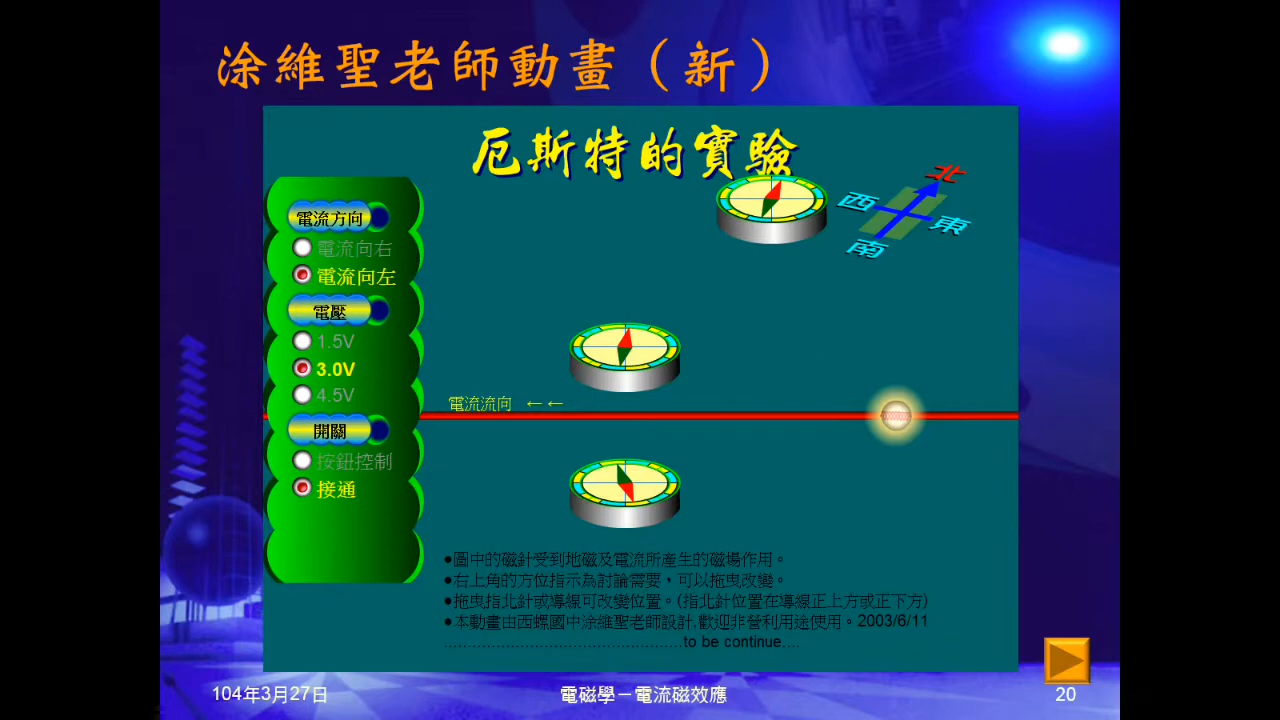 涂維聖老師動畫（新）
厄斯特的實驗
北
西
東
南
電流方向
電流向右
電流向左
電壓
1.5V
3.0V
4.5V
電流流向 ←←
開關
按鈕控制
接通
●圖中的磁針受到地磁及電流所產生的磁場作用。
●右上角的方位指示為討論需要，可以拖曳改變。
●拖曳指北針或導線可改變位置。(指北針位置在導線正上方或正下方)
●本動畫由西螺國中涂維聖老師設計,歡迎非營利用途使用。2003/6/11
..................................................to be continue....
104年3月27日
電磁學－電流磁效應
20